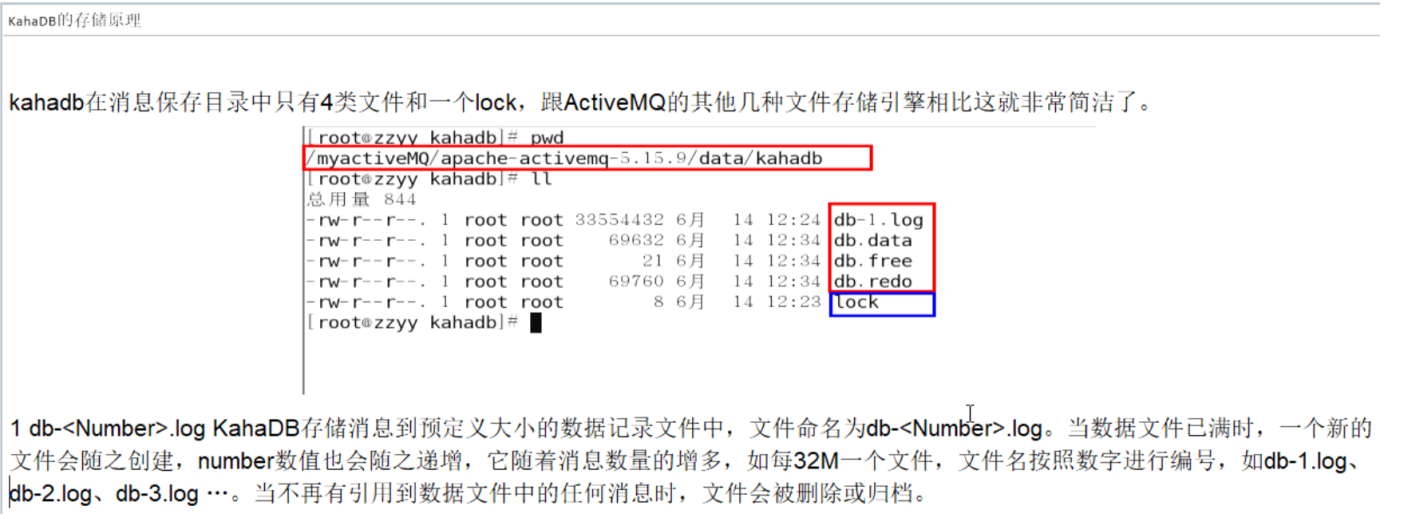 KahaDB的存储原理
kahadb在消息保存目录中只有4类文件和一个lock，跟ActiveMQ的其他几种文件存储引擎相比这就非常简洁了。
[root@zzyy kahadb]# pwd
/myactiveMQ/apache-activemq-5.15.9/data/kahadb
[root@zzyy kahadb]# ll
总用量 844
-rw-r--r--. 1 root root 33554432 6月 14 12:24 db-1.log
-rw-r--r--. 1 root root 69632 6月 14 12:34 db.data
-rw-r--r--. 1 root root 21 6月 14 12:34 db.free
-rw-r--r--. 1 root root 69760 6月 14 12:34 db.redo
-rw-r--r--. 1 root root 8 6月 14 12:23 lock
[root@zzyy kahadb]#
1 db-<Number>.log KahaDB存储消息到预定义大小的数据记录文件中，文件命名为db-<Number>.log。当数据文件已满时，一个新的
文件会随之创建，number数值也会随之递增，它随着消息数量的增多，如每32M一个文件，文件名按照数字进行编号，如db-1.log、
db-2.log、db-3.log …。当不再有引用到数据文件中的任何消息时，文件会被删除或归档。